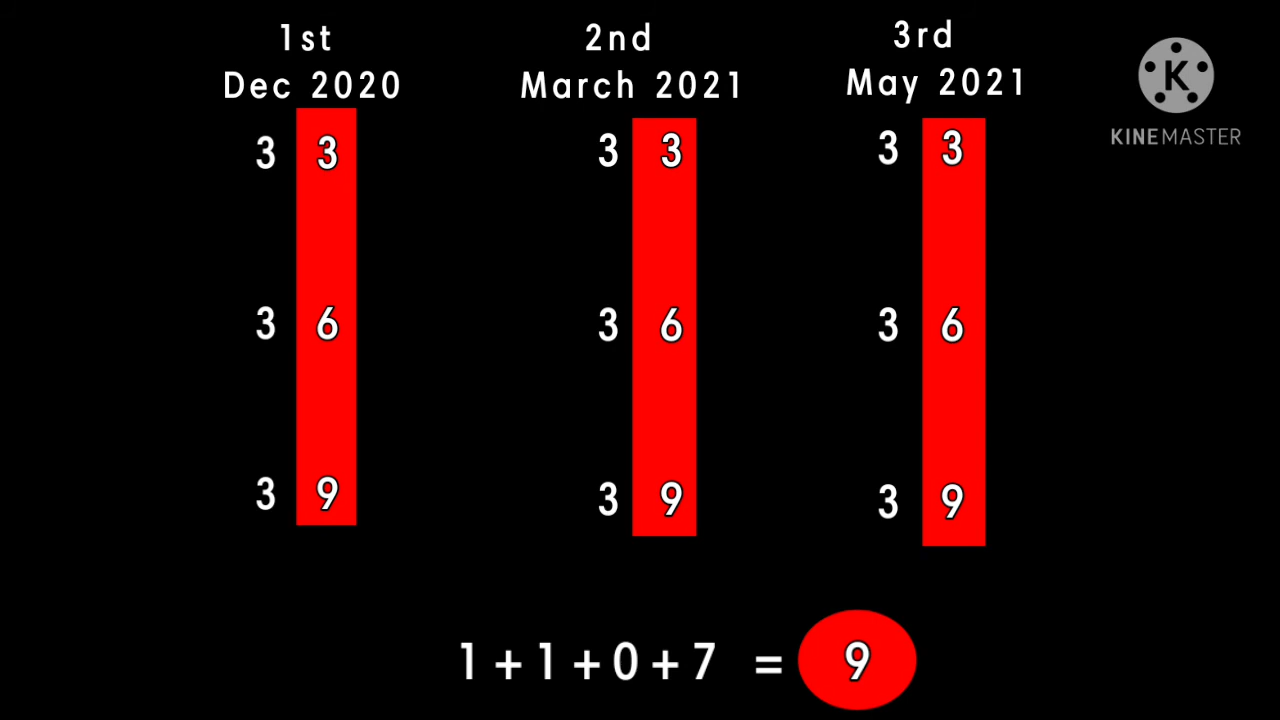 1st 2nd 3rd
Dec 2020 March 2021 May 2021
3 3 3 3 3 3
3 6 3 6 3 6
3 9 3 9 3 9
1+1+0+7 = 9
K
KINEMASTER